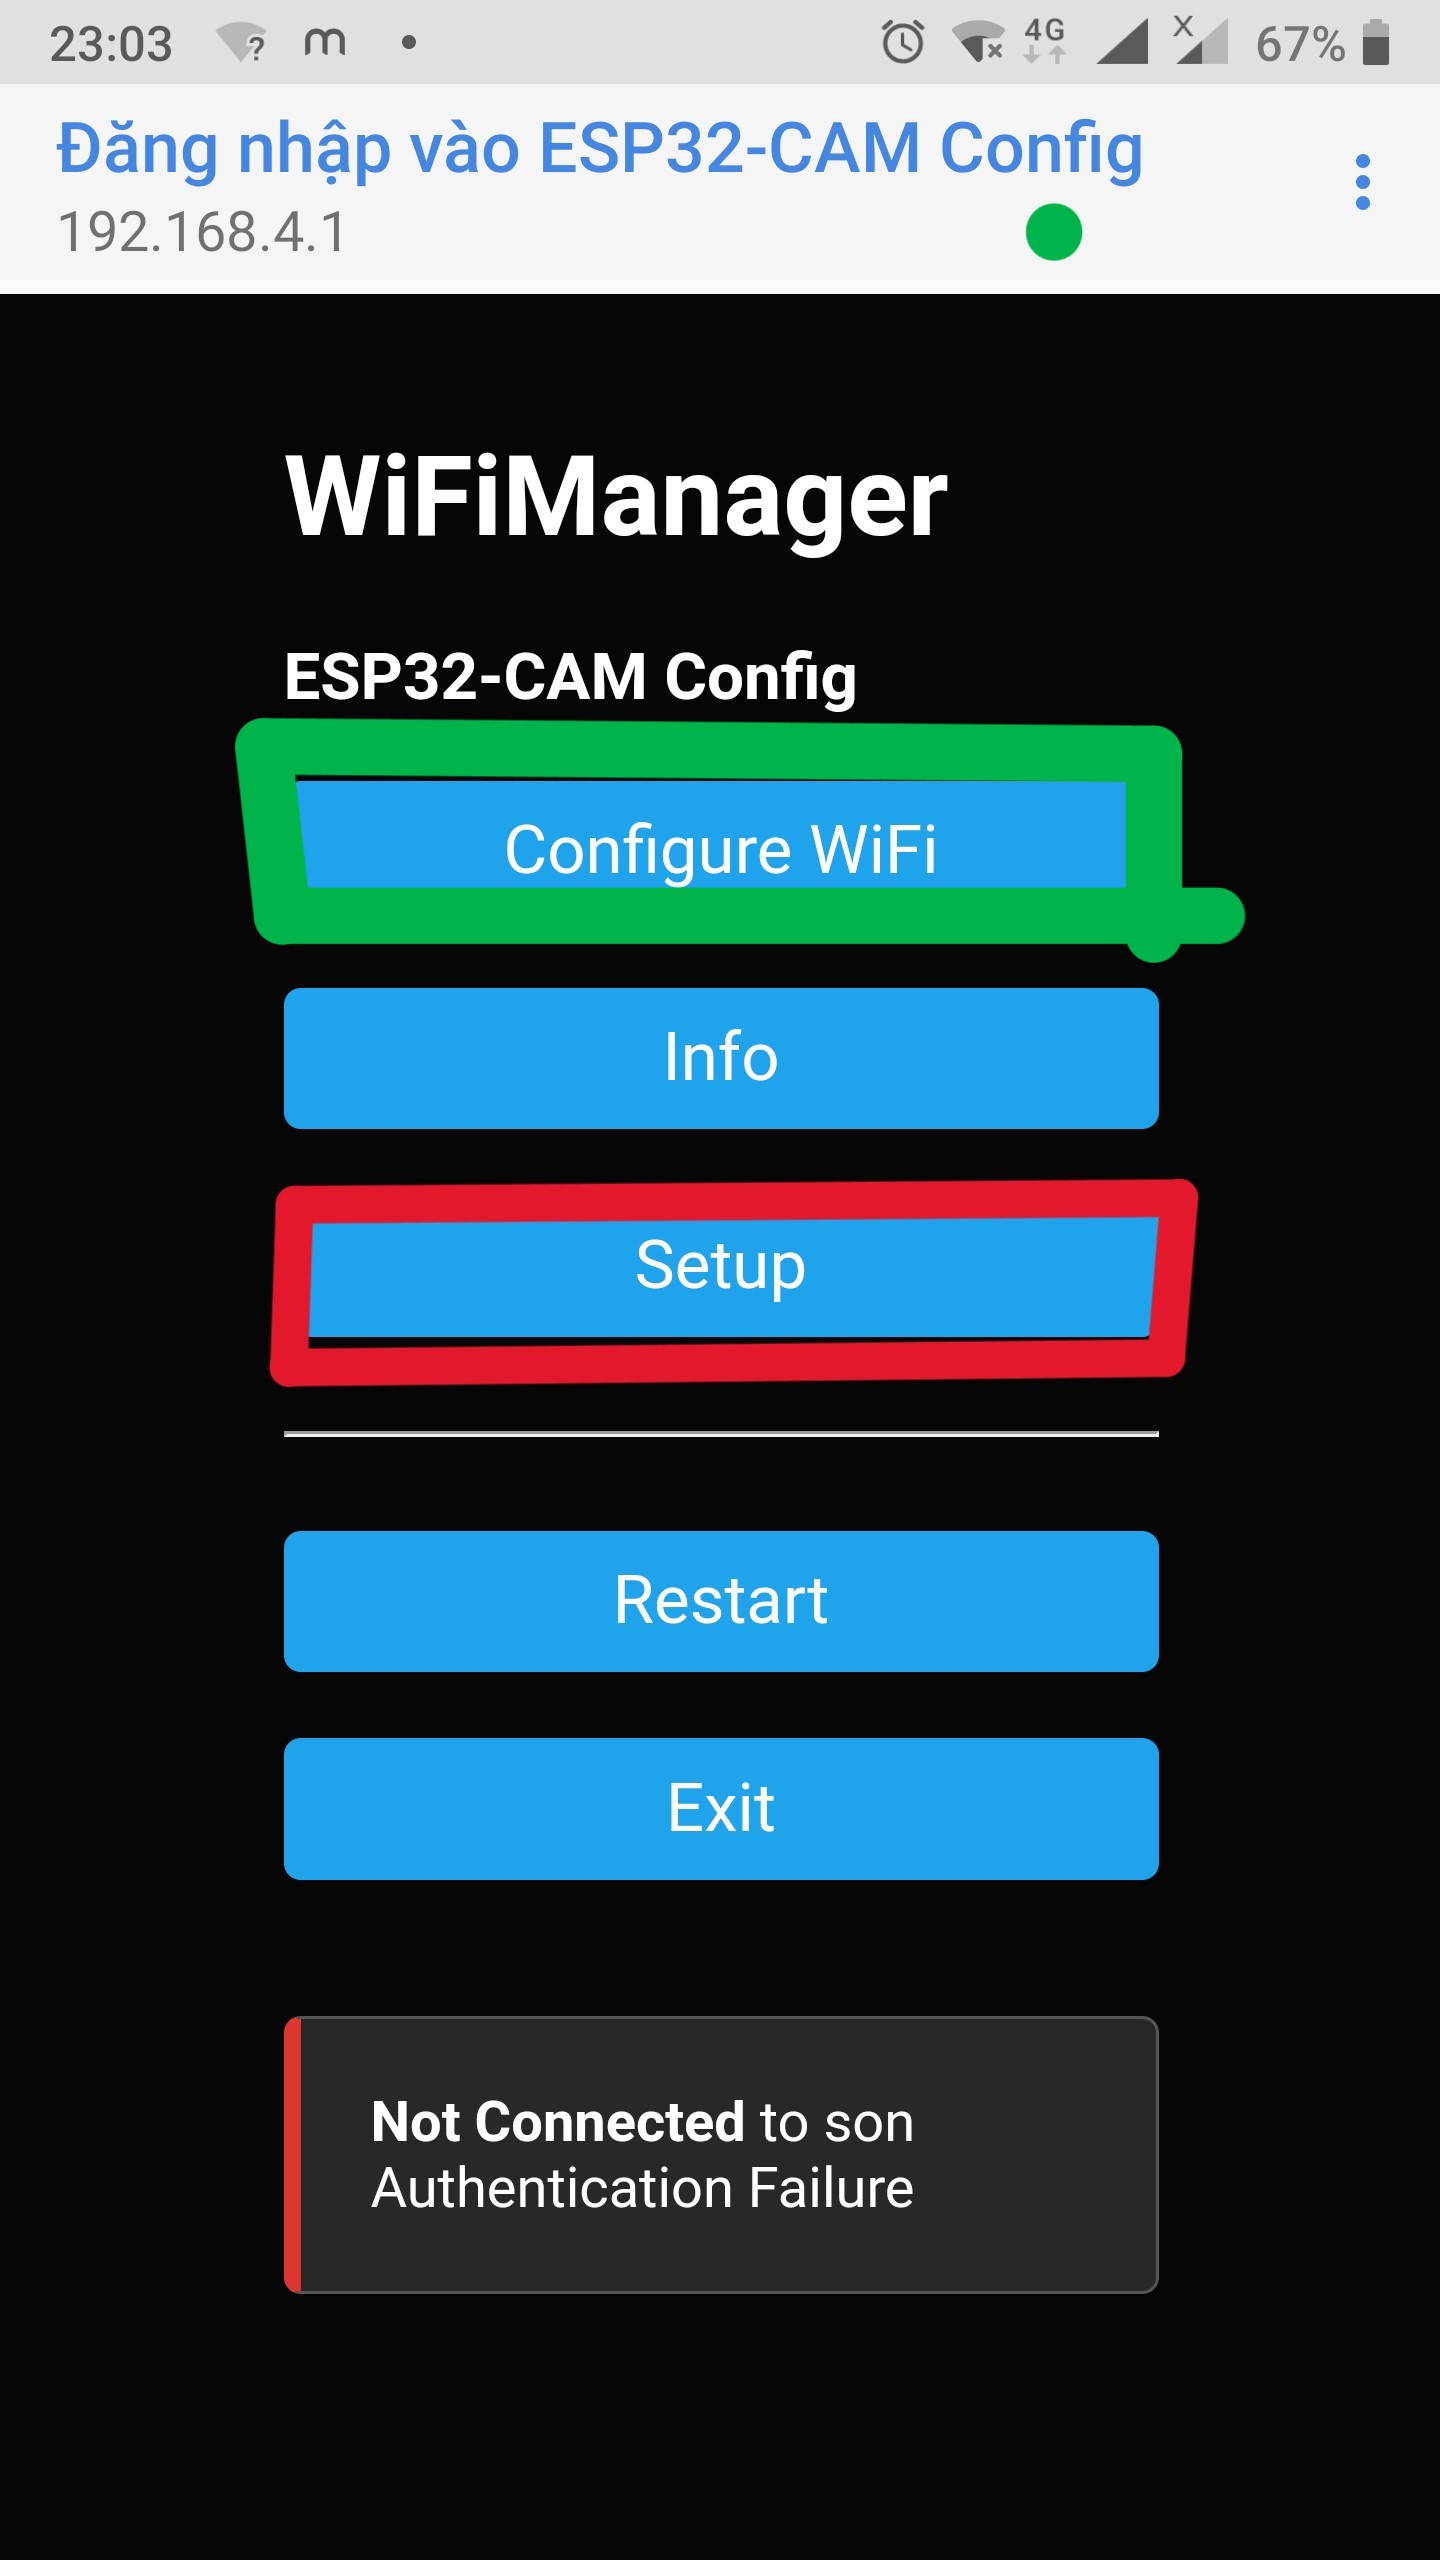 23:03
4G
67%
Đăng nhập vào ESP32-CAM Config
192.168.4.1
WiFiManager
ESP32-CAM Config
Configure WiFi
Info
Setup
Restart
Exit
Not Connected to son
Authentication Failure